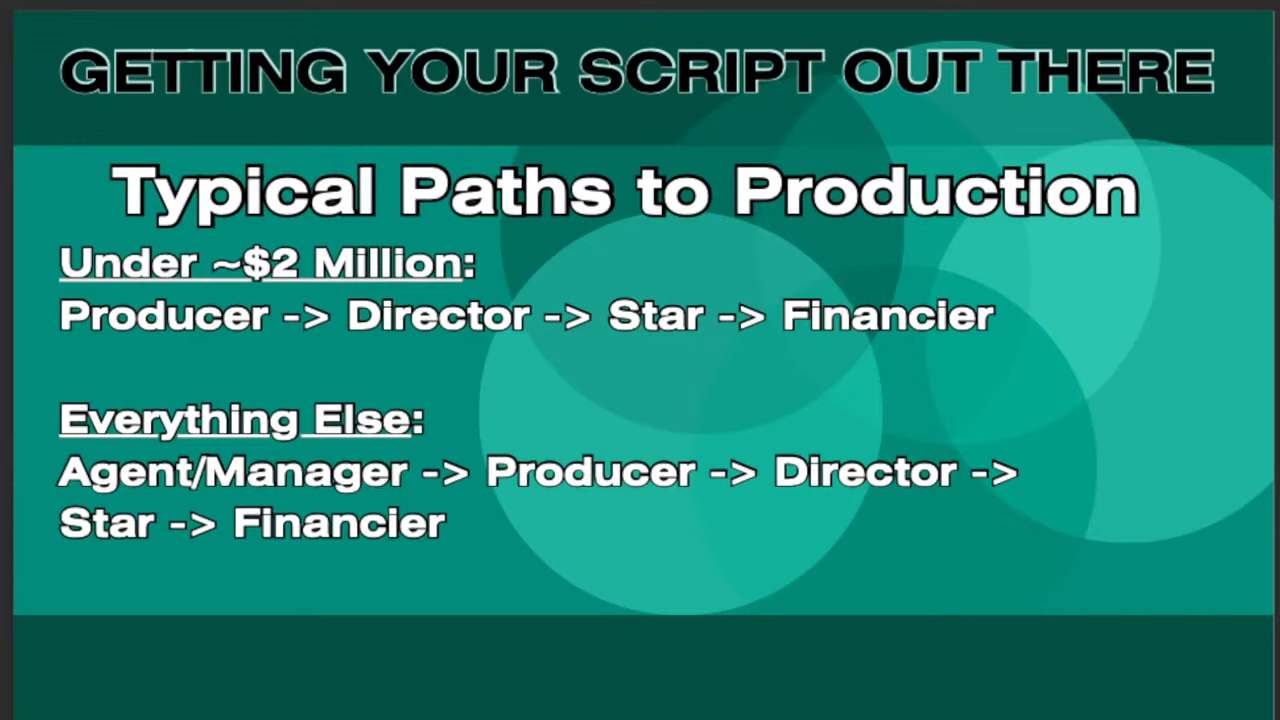 GETTING YOUR SCRIPT OUT THERE
Typical Paths to Production
Under ~$2 Million:
Producer -> Director -> Star -> Financier
Everything Else:
Agent/Manager -> Producer -> Director ->
Star -> Financier